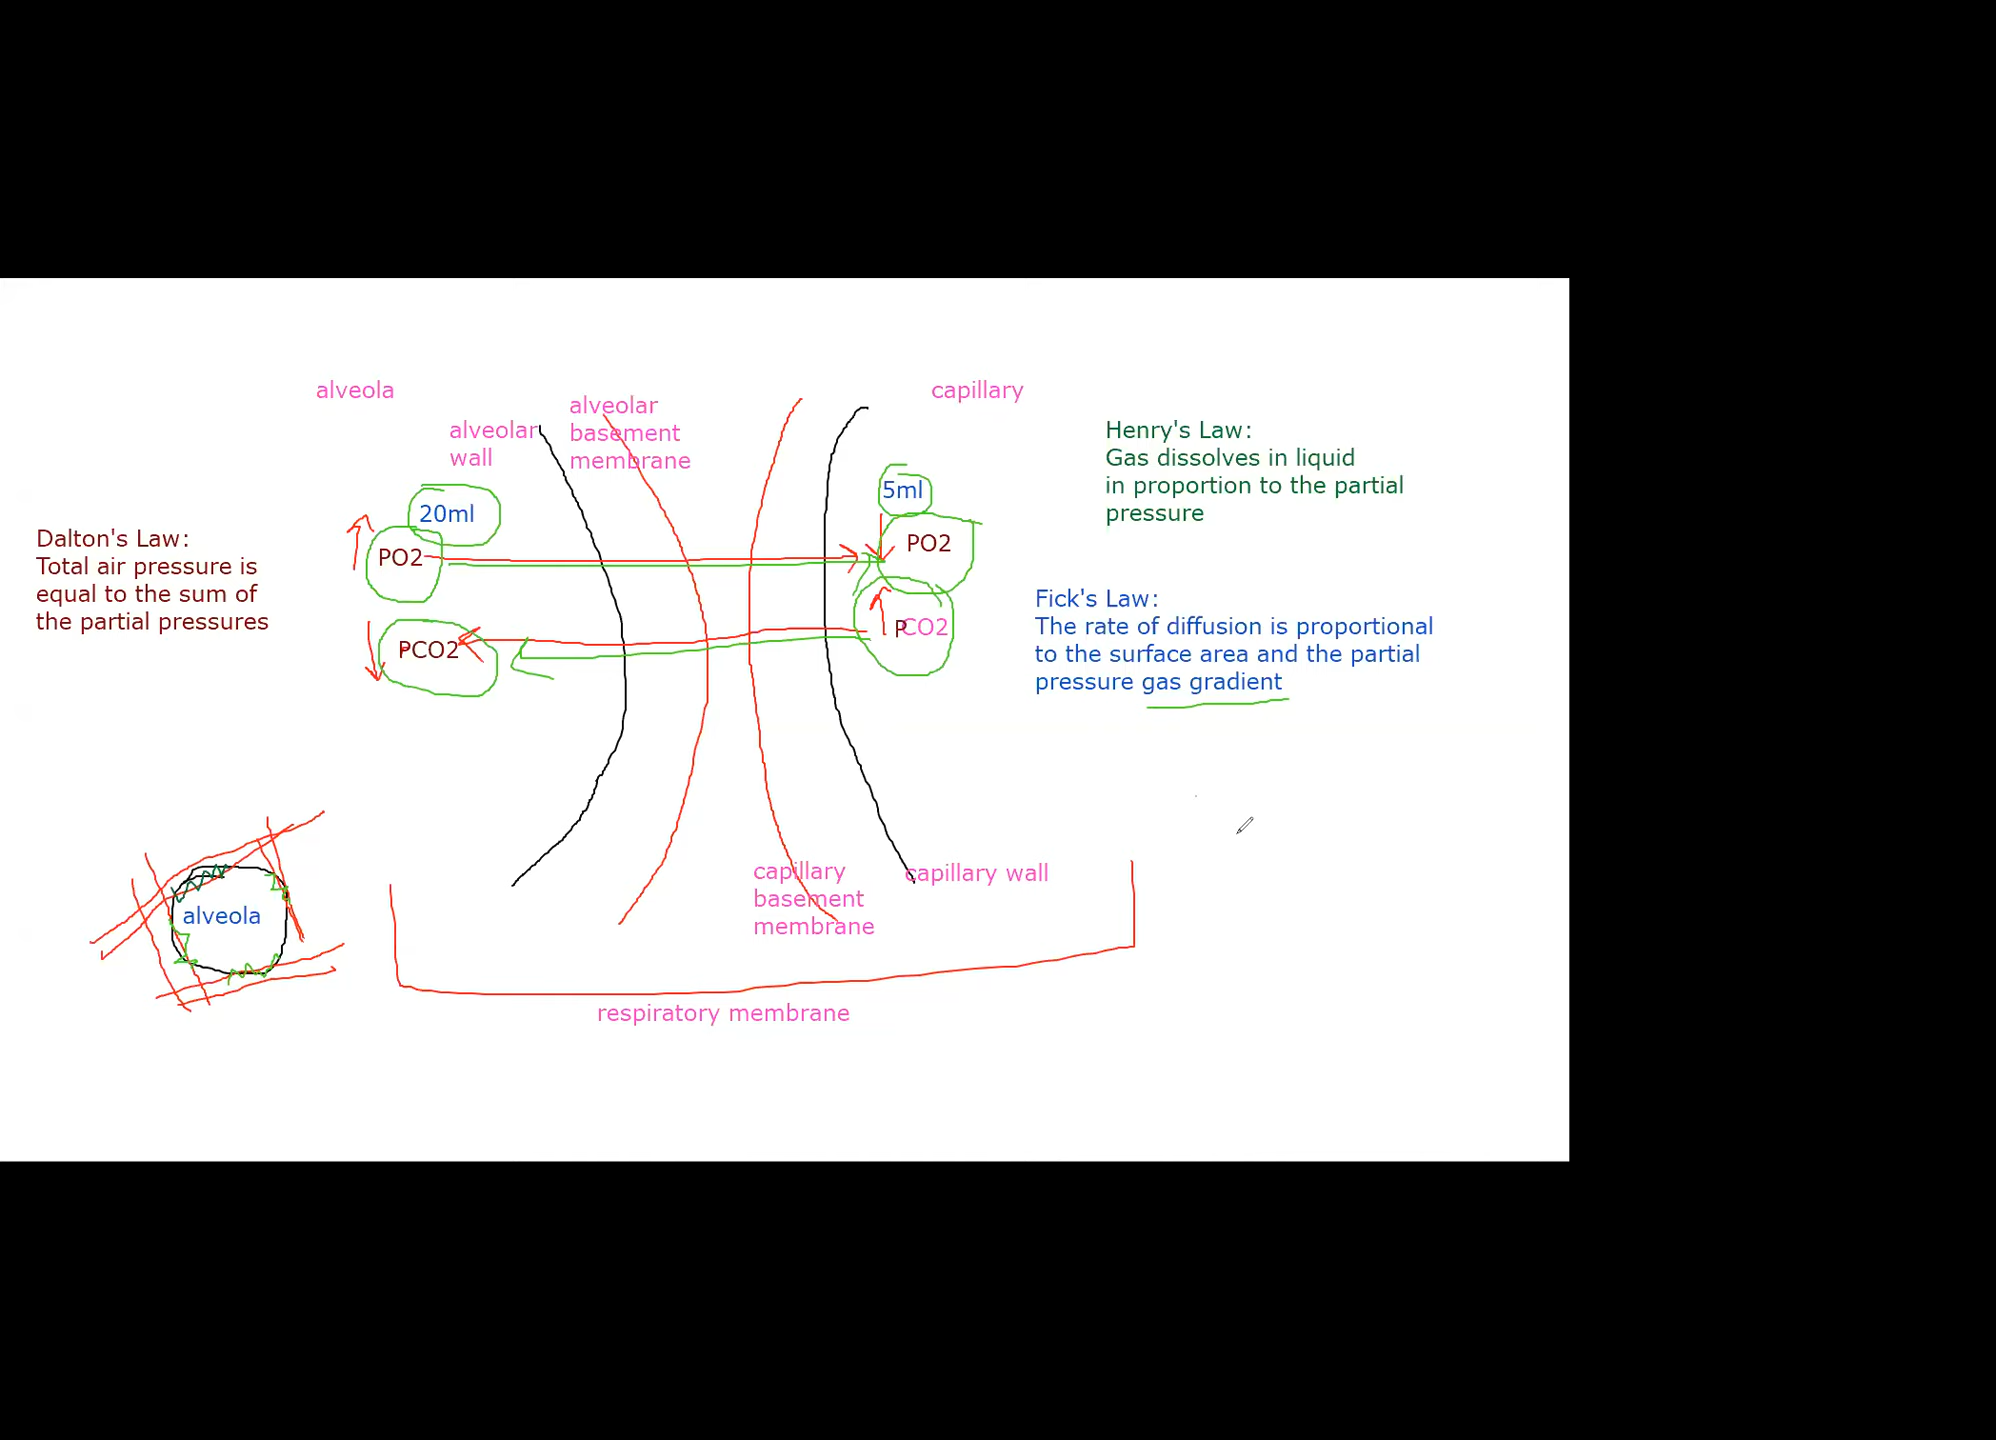 alveola
capillary
alveolar
wall
alveolar
basement
membrane
Henry's Law:
Gas dissolves in liquid
in proportion to the partial
pressure
20ml
5ml
Dalton's Law:
Total air pressure is
equal to the sum of
the partial pressures
PO2
PO2
PCO2
PCO2
Fick's Law:
The rate of diffusion is proportional
to the surface area and the partial
pressure gas gradient
alveola
capillary
basement
membrane
capillary wall
respiratory membrane